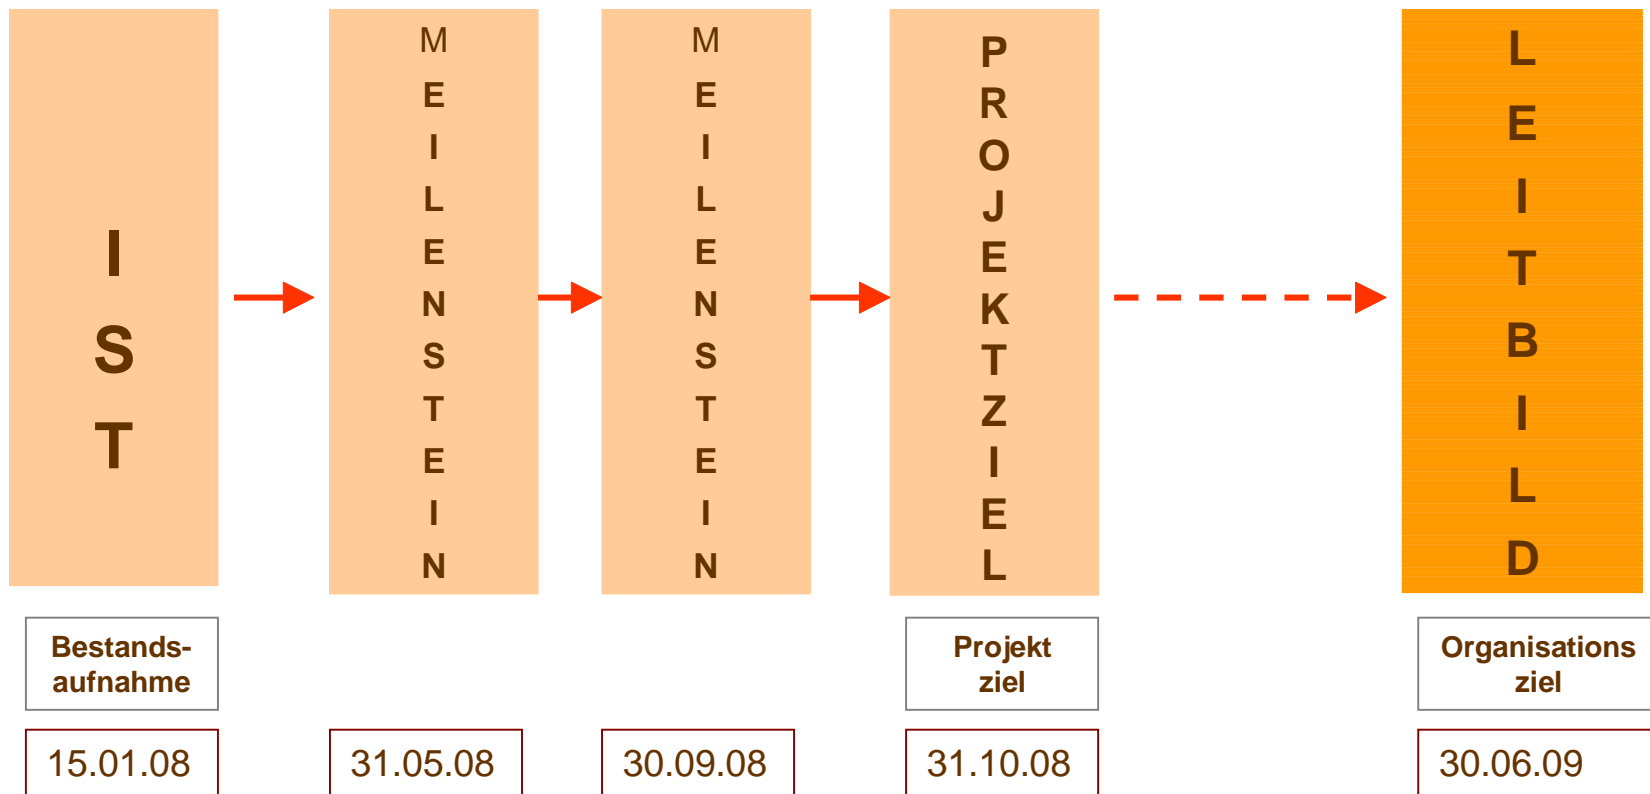 IST
MEILENSTEIN
MEILENSTEIN
PROJEKTZIEL
LEITBILD
Bestands-
aufnahme
Projekt
ziel
Organisations
ziel
15.01.08
31.05.08
30.09.08
31.10.08
30.06.09